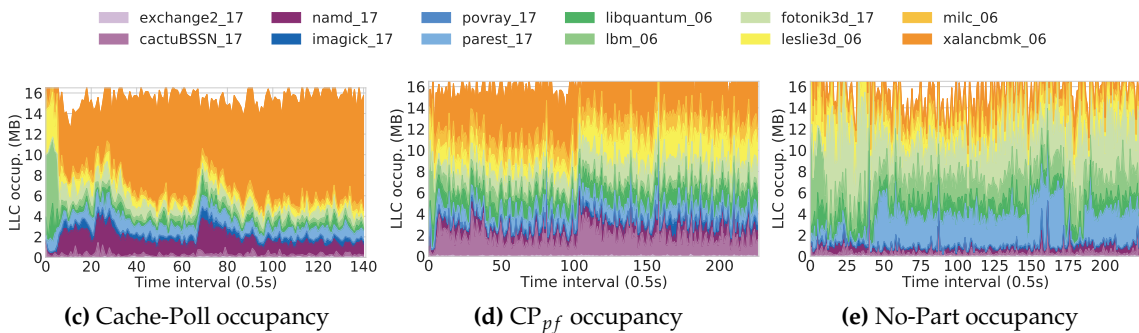 exchange2_17 namd_17 povray_17 libquantum_06 fotonik3d_17 milc_06
cactuBSSN_17 imagick_17 parest_17 lbm_06 leslie3d_06 xalancbmk_06
LLC occup. (MB)
16
14
12
10
8
6
4
2
0
0 20 40 60 80 100 120 140
Time interval (0.5s)
(c) Cache-Poll occupancy
LLC occup. (MB)
16
14
12
10
8
6
4
2
0
0 50 100 150 200
Time interval (0.5s)
(d) CPpf occupancy
LLC occup. (MB)
16
14
12
10
8
6
4
2
0
0 25 50 75 100 125 150 175 200
Time interval (0.5s)
(e) No-Part occupancy